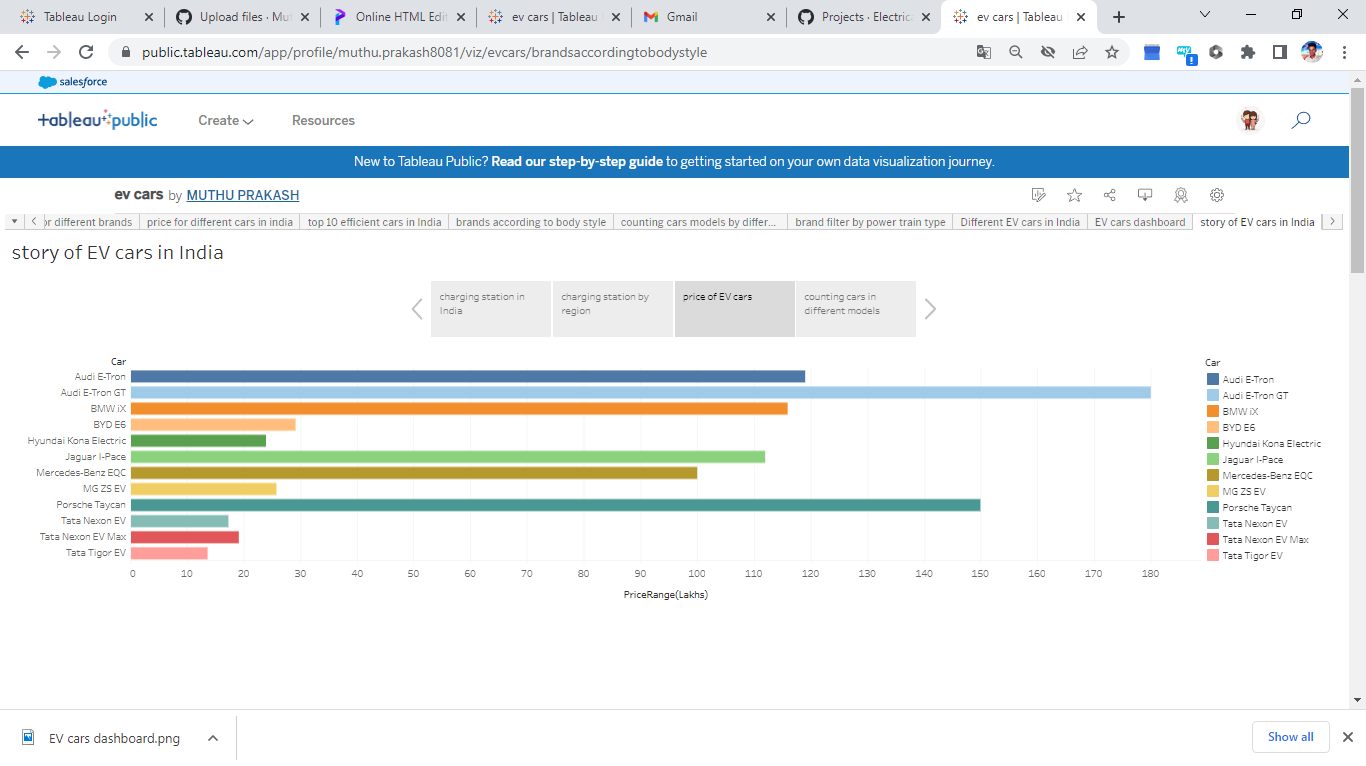 Tableau Login
Upload files · Mu
Online HTML Edi
ev cars | Tableau
Gmail
Projects · Electric
ev cars | Tableau
public.tableau.com/app/profile/muthu.prakash8081/viz/evcars/brandsaccordingtobodystyle
salesforce
tableau public
Create
Resources
New to Tableau Public? Read our step-by-step guide to getting started on your own data visualization journey.
ev cars by MUTHU PRAKASH
or different brands
price for different cars in india
top 10 efficient cars in India
brands according to body style
counting cars models by differ...
brand filter by power train type
Different EV cars in India
EV cars dashboard
story of EV cars in India
story of EV cars in India
charging station in
India
charging station by
region
price of EV cars
counting cars in
different models
Car
Audi E-Tron
Audi E-Tron GT
BMW iX
BYD E6
Hyundai Kona Electric
Jaguar I-Pace
Mercedes-Benz EQC
MG ZS EV
Porsche Taycan
Tata Nexon EV
Tata Nexon EV Max
Tata Tigor EV
0 10 20 30 40 50 60 70 80 90 100 110 120 130 140 150 160 170 180
PriceRange(Lakhs)
Car
Audi E-Tron
Audi E-Tron GT
BMW iX
BYD E6
Hyundai Kona Electric
Jaguar I-Pace
Mercedes-Benz EQC
MG ZS EV
Porsche Taycan
Tata Nexon EV
Tata Nexon EV Max
Tata Tigor EV
EV cars dashboard.png
Show all